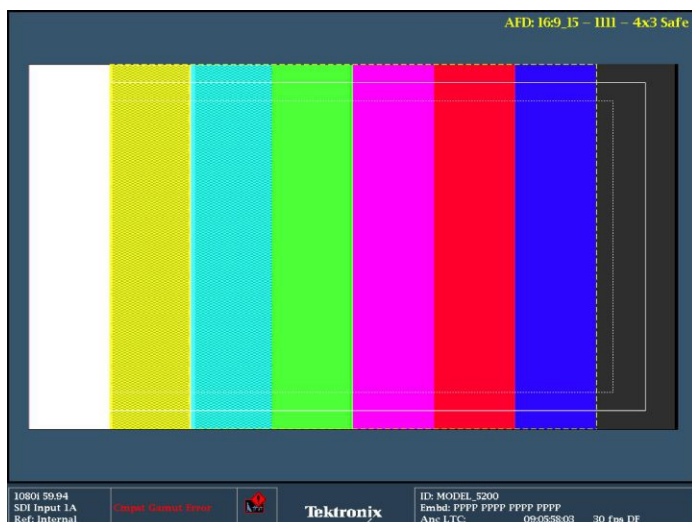 AFD: 16:9_15 – 1111 – 4x3 Safe
1080i 59.94
SDI Input 1A
Ref: Internal
Cmpst Gamut Error
Tektronix
ID: MODEL_5200
Embd: PPPP PPPP PPPP PPPP
Anc LTC: 09:05:58:03 30 fps DF